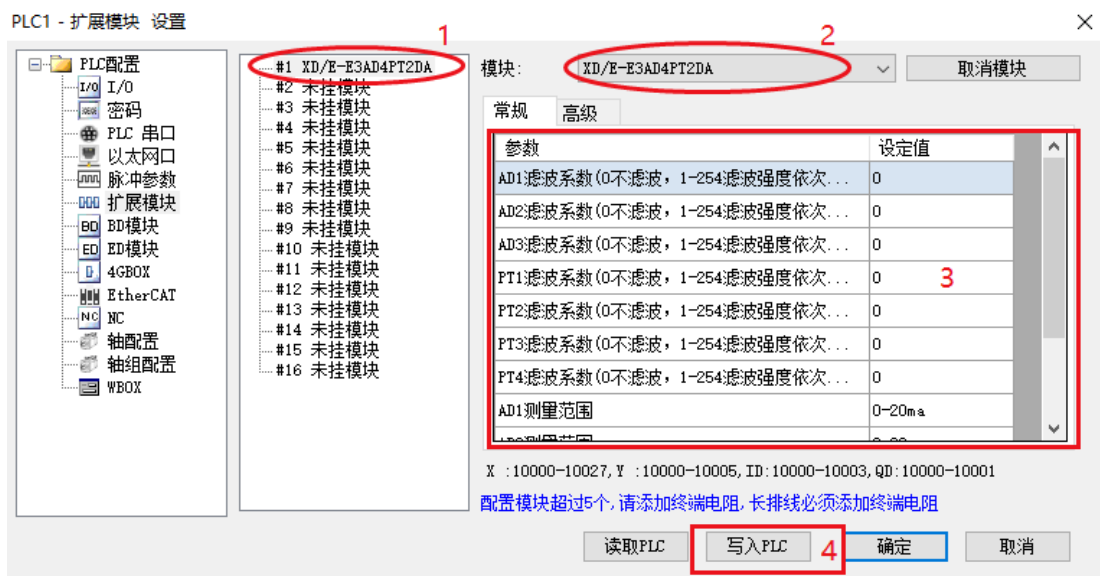 PLC1 - 扩展模块 设置
1
2
3
4
PLC配置
I/O
密码
PLC 串口
以太网口
脉冲参数
扩展模块
BD模块
ED模块
4GBOX
EtherCAT
NC
轴配置
轴组配置
WBOX
#1 XD/E-E3AD4PT2DA
#2 未挂模块
#3 未挂模块
#4 未挂模块
#5 未挂模块
#6 未挂模块
#7 未挂模块
#8 未挂模块
#9 未挂模块
#10 未挂模块
#11 未挂模块
#12 未挂模块
#13 未挂模块
#14 未挂模块
#15 未挂模块
#16 未挂模块
模块: XD/E-E3AD4PT2DA 取消模块
常规 高级
参数 设定值
AD1滤波系数(0不滤波，1-254滤波强度依次... 0
AD2滤波系数(0不滤波，1-254滤波强度依次... 0
AD3滤波系数(0不滤波，1-254滤波强度依次... 0
PT1滤波系数(0不滤波，1-254滤波强度依次... 0
PT2滤波系数(0不滤波，1-254滤波强度依次... 0
PT3滤波系数(0不滤波，1-254滤波强度依次... 0
PT4滤波系数(0不滤波，1-254滤波强度依次... 0
AD1测量范围 0-20ma
X :10000-10027,Y :10000-10005,ID:10000-10003,QD:10000-10001
配置模块超过5个,请添加终端电阻,长排线必须添加终端电阻
读取PLC 写入PLC 确定 取消